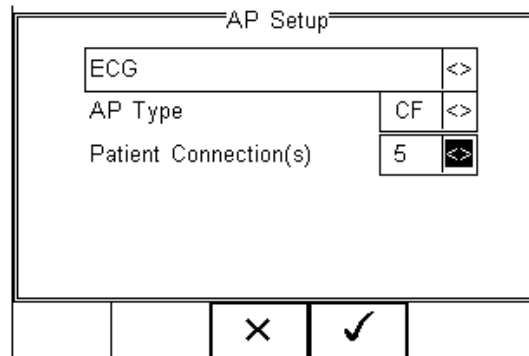 AP Setup
ECG <>
AP Type CF <>
Patient Connection(s) 5 <>